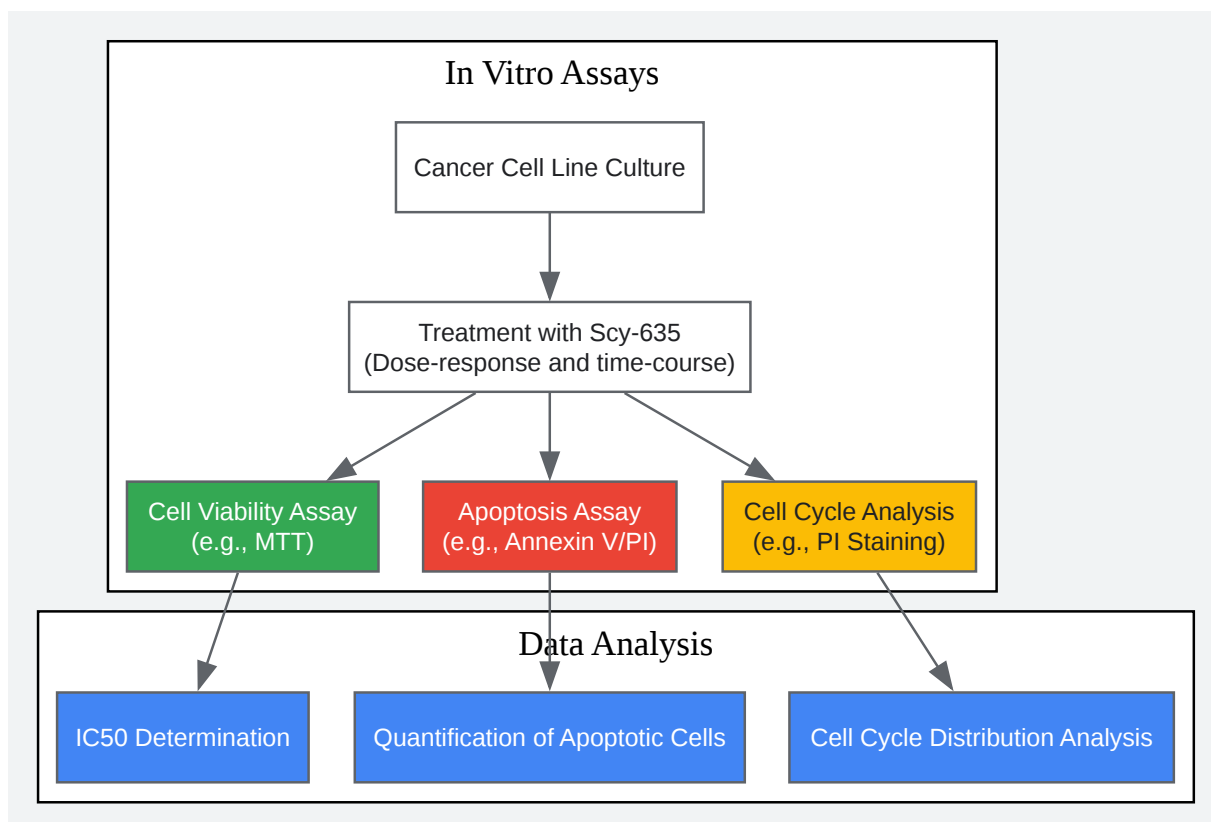 In Vitro Assays
Cancer Cell Line Culture
Treatment with Scy-635
(Dose-response and time-course)
Cell Viability Assay
(e.g., MTT)
Apoptosis Assay
(e.g., Annexin V/PI)
Cell Cycle Analysis
(e.g., PI Staining)
Data Analysis
IC50 Determination
Quantification of Apoptotic Cells
Cell Cycle Distribution Analysis